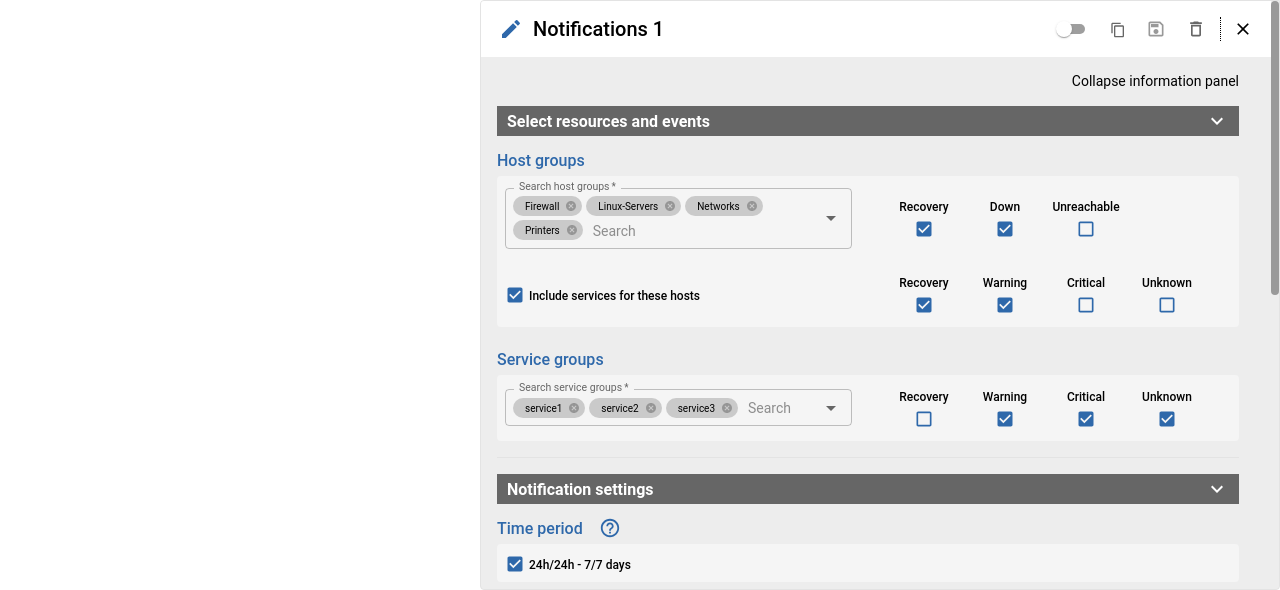 Notifications 1
Collapse information panel
Select resources and events
Host groups
Search host groups *
Firewall Linux-Servers Networks
Printers Search
Recovery Down Unreachable
Include services for these hosts
Recovery Warning Critical Unknown
Service groups
Search service groups *
service1 service2 service3 Search
Recovery Warning Critical Unknown
Notification settings
Time period ?
24h/24h - 7/7 days